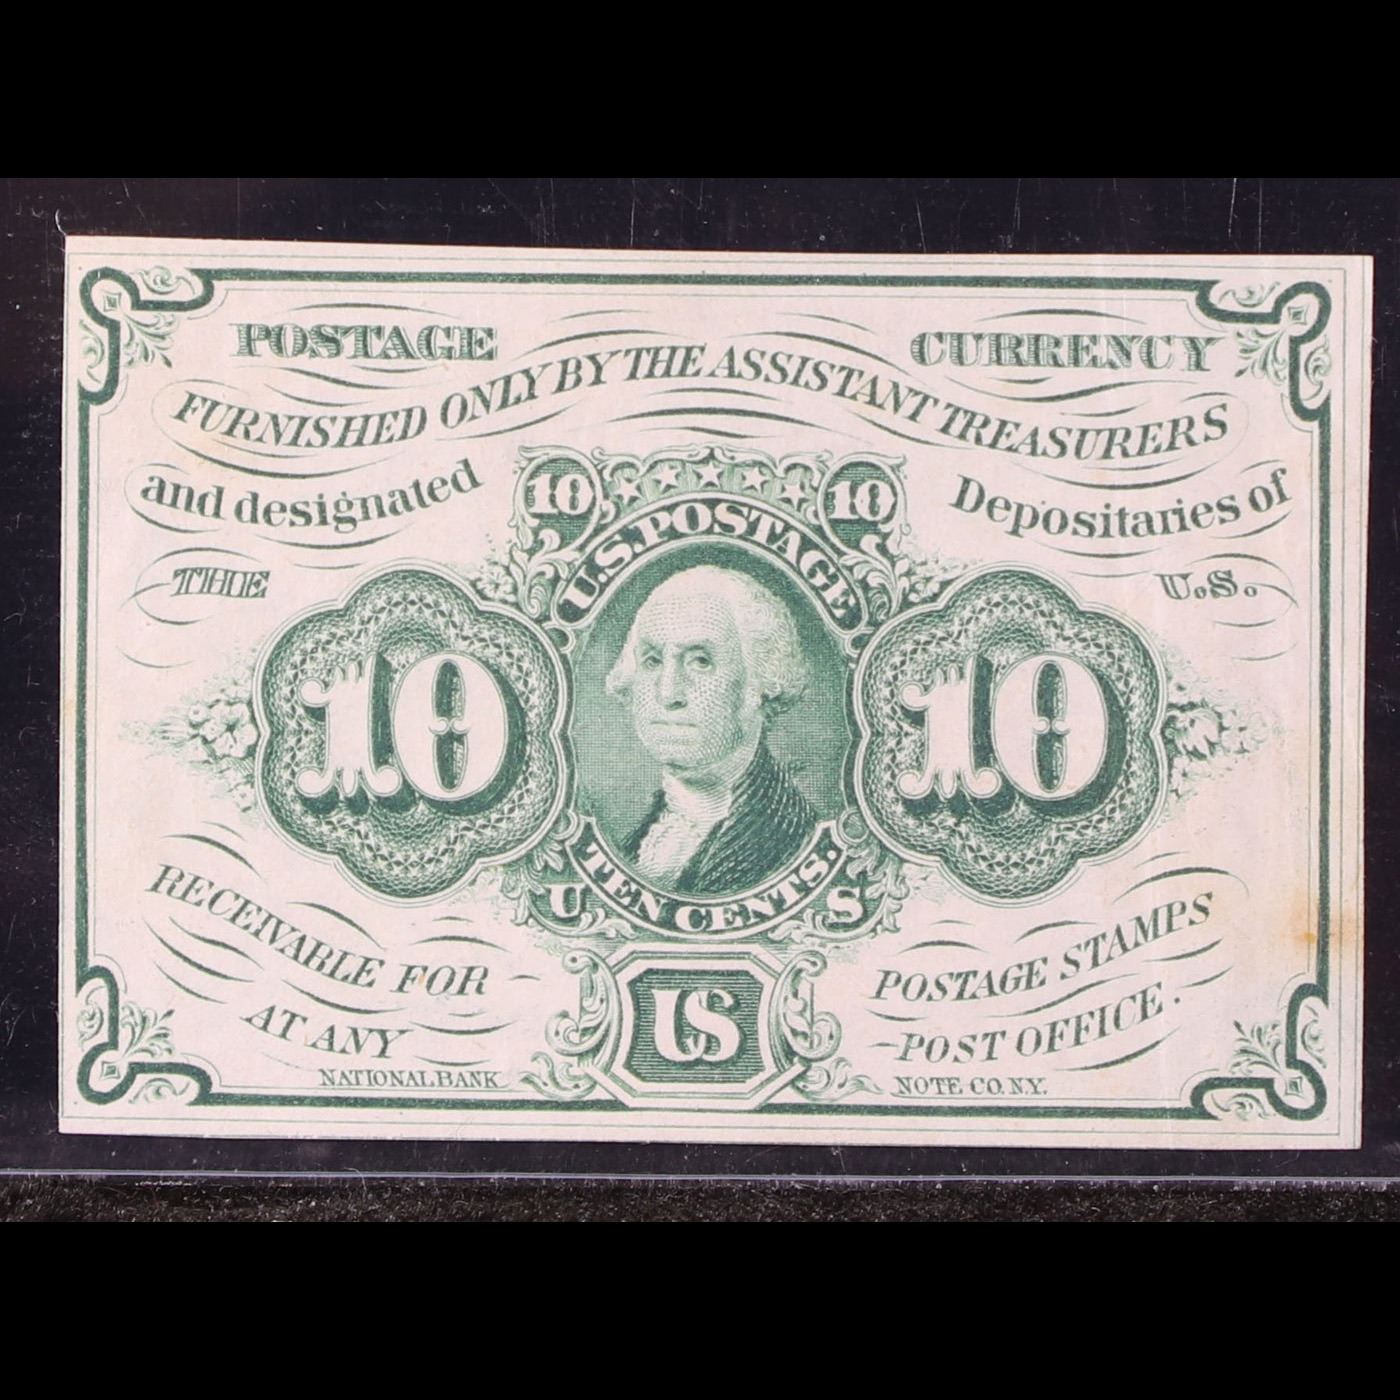 POSTAGE CURRENCY
FURNISHED ONLY BY THE ASSISTANT TREASURERS
and designated Depositaries of
THE U.S.
10 10
U.S. POSTAGE
10 10
TEN CENTS.
U S
RECEIVABLE FOR POSTAGE STAMPS
AT ANY POST OFFICE.
US
NATIONAL BANK NOTE CO. N.Y.